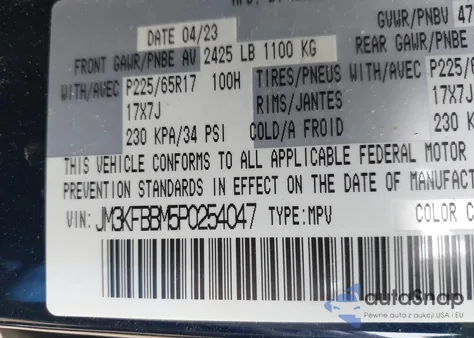 DATE 04/23
GVWR/PNBV 47
FRONT GAWR/PNBE AV 2425 LB 1100 KG
REAR GAWR/PNBE
WITH/AVEC P225/65R17 100H TIRES/PNEUS WITH/AVEC P225/6
17X7J RIMS/JANTES 17X7J
230 KPA/34 PSI COLD/A FROID 230 K
THIS VEHICLE CONFORMS TO ALL APPLICABLE FEDERAL MOTOR
PREVENTION STANDARDS IN EFFECT ON THE DATE OF MANUFACT
VIN: JM3KFBBM5P0254047 TYPE:MPV COLOR C
autoSnap
Pewne auta z aukcji USA i EU